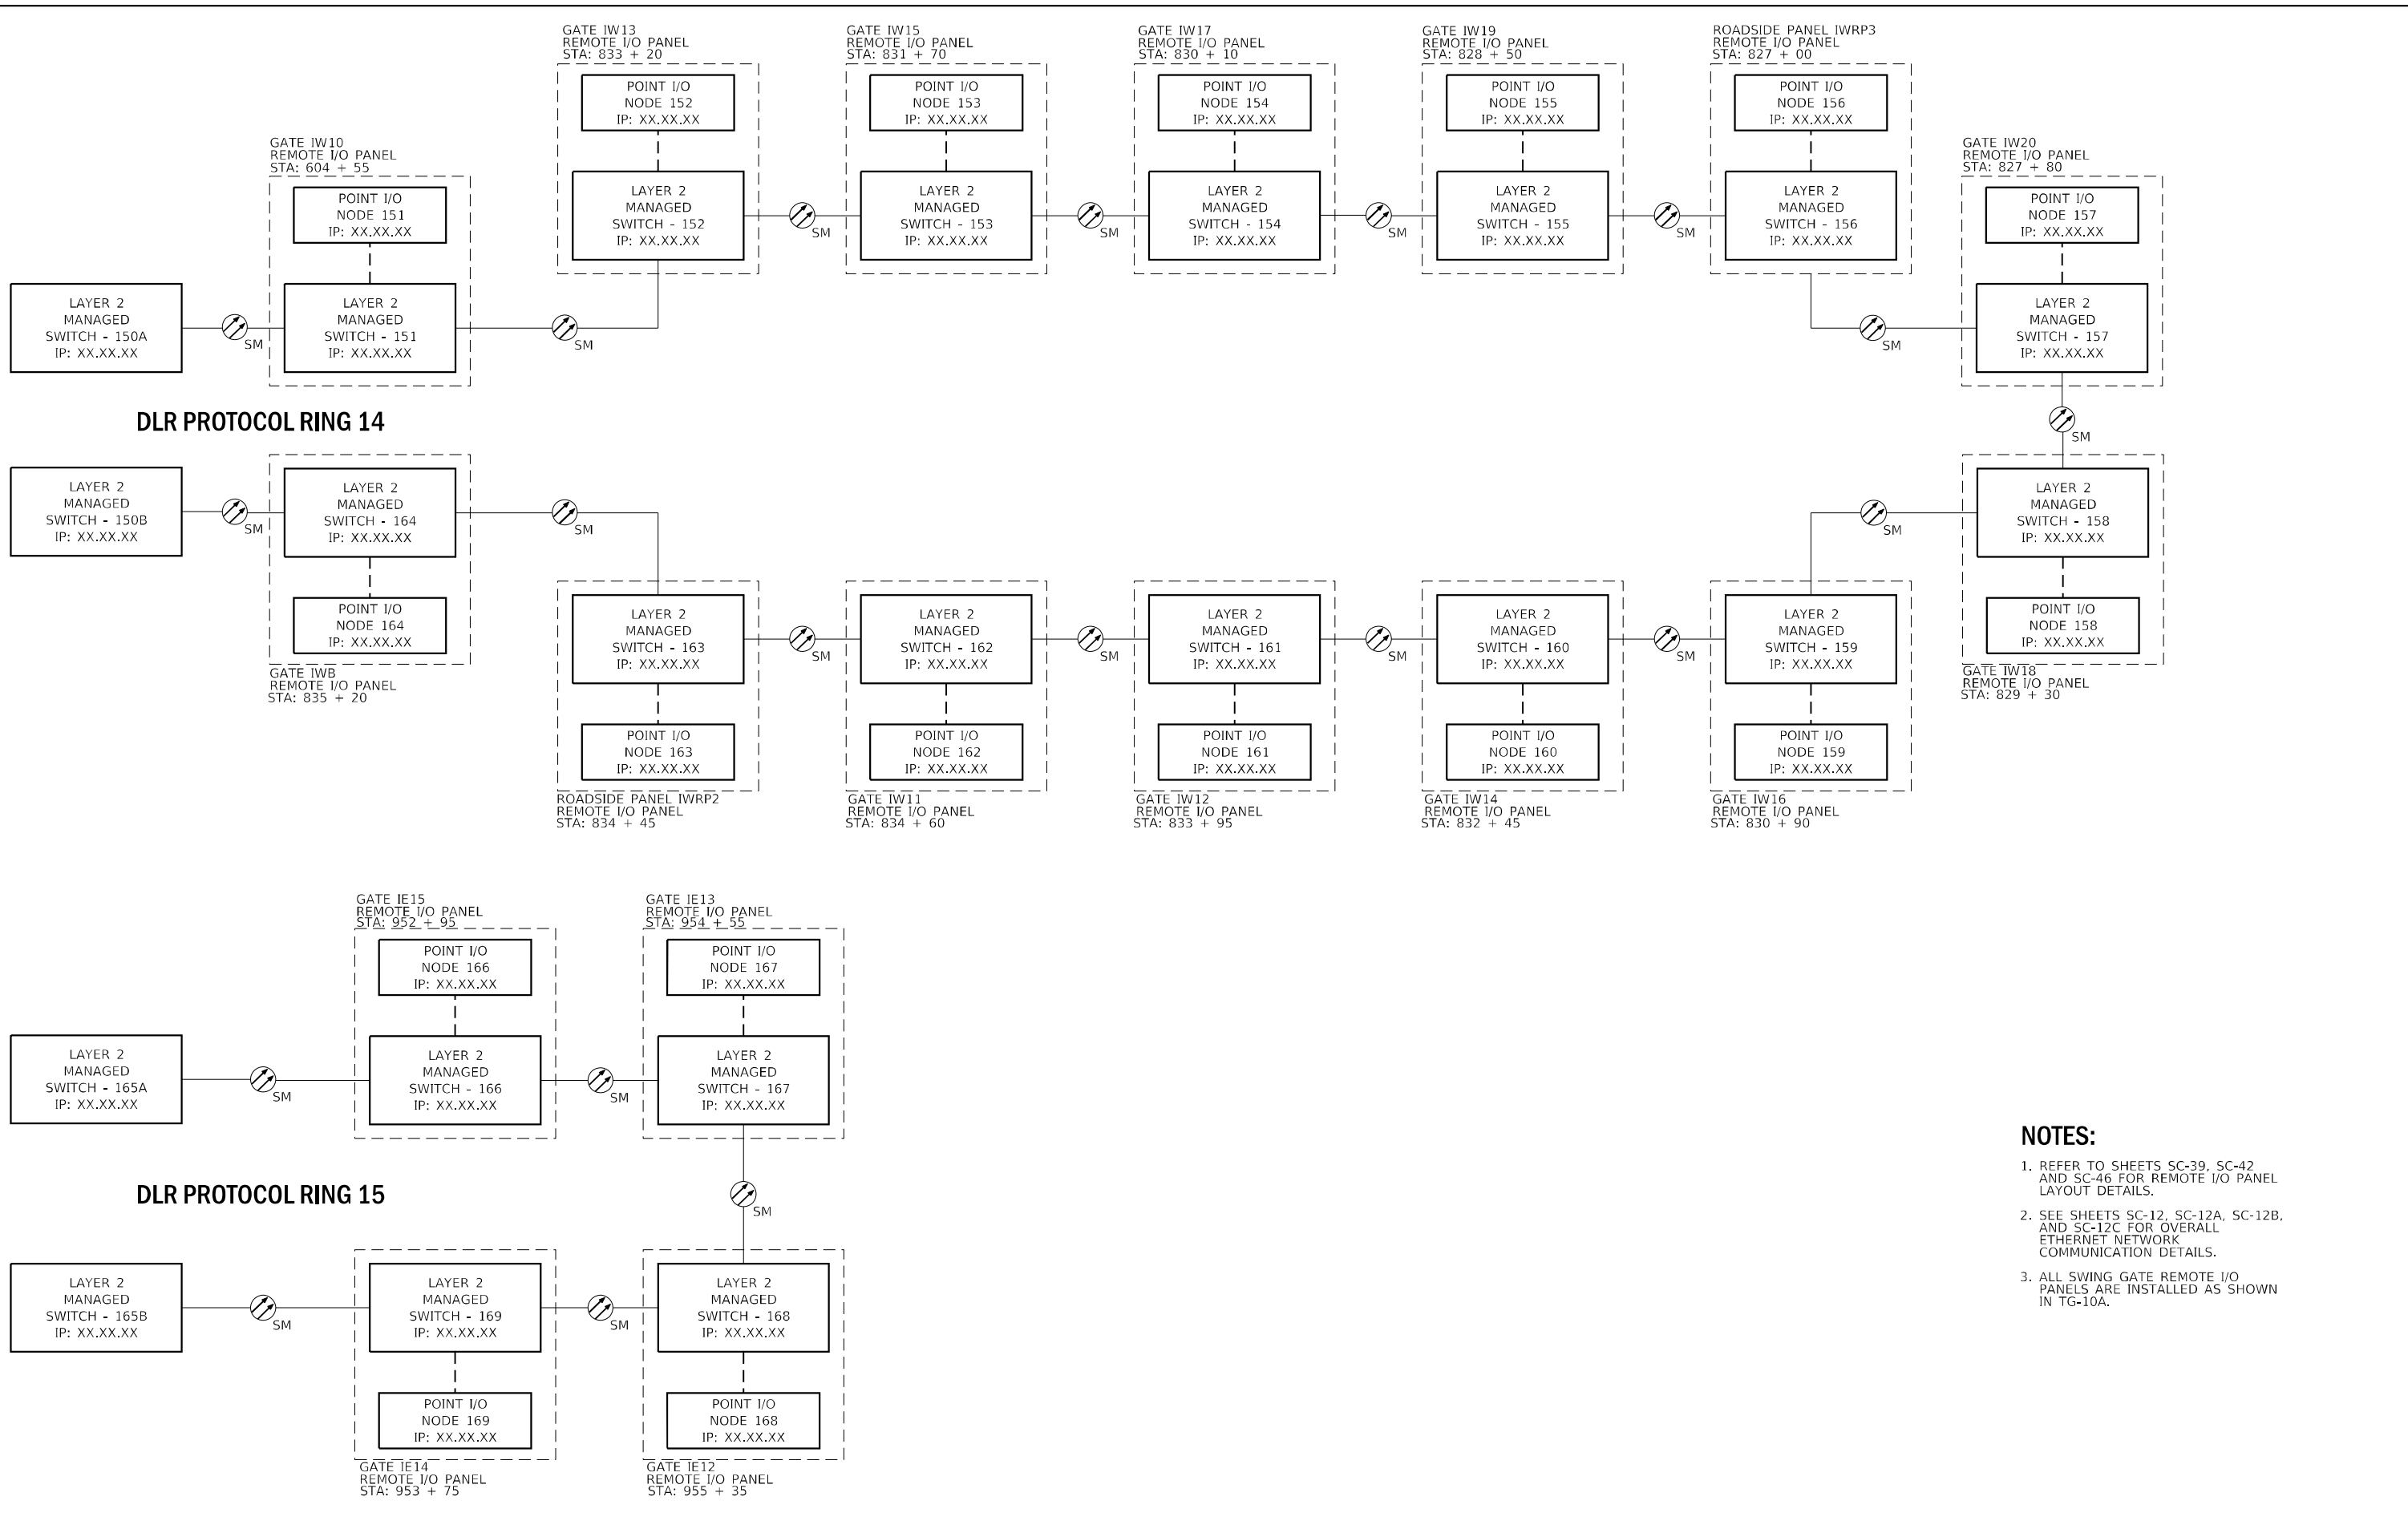 GATE IW13
REMOTE I/O PANEL
STA: 833 + 20
POINT I/O
NODE 152
IP: XX.XX.XX
LAYER 2
MANAGED
SWITCH - 152
IP: XX.XX.XX
SM
GATE IW15
REMOTE I/O PANEL
STA: 831 + 70
POINT I/O
NODE 153
IP: XX.XX.XX
LAYER 2
MANAGED
SWITCH - 153
IP: XX.XX.XX
SM
GATE IW17
REMOTE I/O PANEL
STA: 830 + 10
POINT I/O
NODE 154
IP: XX.XX.XX
LAYER 2
MANAGED
SWITCH - 154
IP: XX.XX.XX
SM
GATE IW19
REMOTE I/O PANEL
STA: 828 + 50
POINT I/O
NODE 155
IP: XX.XX.XX
LAYER 2
MANAGED
SWITCH - 155
IP: XX.XX.XX
SM
ROADSIDE PANEL IWRP3
REMOTE I/O PANEL
STA: 827 + 00
POINT I/O
NODE 156
IP: XX.XX.XX
LAYER 2
MANAGED
SWITCH - 156
IP: XX.XX.XX
LAYER 2
MANAGED
SWITCH - 150A
IP: XX.XX.XX
SM
GATE IW10
REMOTE I/O PANEL
STA: 604 + 55
POINT I/O
NODE 151
IP: XX.XX.XX
LAYER 2
MANAGED
SWITCH - 151
IP: XX.XX.XX
SM
SM
GATE IW20
REMOTE I/O PANEL
STA: 827 + 80
POINT I/O
NODE 157
IP: XX.XX.XX
LAYER 2
MANAGED
SWITCH - 157
IP: XX.XX.XX
SM
DLR PROTOCOL RING 14
LAYER 2
MANAGED
SWITCH - 150B
IP: XX.XX.XX
SM
LAYER 2
MANAGED
SWITCH - 164
IP: XX.XX.XX
POINT I/O
NODE 164
IP: XX.XX.XX
GATE IWB
REMOTE I/O PANEL
STA: 835 + 20
SM
SM
LAYER 2
MANAGED
SWITCH - 158
IP: XX.XX.XX
POINT I/O
NODE 158
IP: XX.XX.XX
GATE IW18
REMOTE I/O PANEL
STA: 829 + 30
LAYER 2
MANAGED
SWITCH - 163
IP: XX.XX.XX
POINT I/O
NODE 163
IP: XX.XX.XX
ROADSIDE PANEL IWRP2
REMOTE I/O PANEL
STA: 834 + 45
SM
LAYER 2
MANAGED
SWITCH - 162
IP: XX.XX.XX
POINT I/O
NODE 162
IP: XX.XX.XX
GATE IW11
REMOTE I/O PANEL
STA: 834 + 60
SM
LAYER 2
MANAGED
SWITCH - 161
IP: XX.XX.XX
POINT I/O
NODE 161
IP: XX.XX.XX
GATE IW12
REMOTE I/O PANEL
STA: 833 + 95
SM
LAYER 2
MANAGED
SWITCH - 160
IP: XX.XX.XX
POINT I/O
NODE 160
IP: XX.XX.XX
GATE IW14
REMOTE I/O PANEL
STA: 832 + 45
SM
LAYER 2
MANAGED
SWITCH - 159
IP: XX.XX.XX
POINT I/O
NODE 159
IP: XX.XX.XX
GATE IW16
REMOTE I/O PANEL
STA: 830 + 90
LAYER 2
MANAGED
SWITCH - 165A
IP: XX.XX.XX
SM
GATE IE15
REMOTE I/O PANEL
STA: 952 + 95
POINT I/O
NODE 166
IP: XX.XX.XX
LAYER 2
MANAGED
SWITCH - 166
IP: XX.XX.XX
SM
GATE IE13
REMOTE I/O PANEL
STA: 954 + 55
POINT I/O
NODE 167
IP: XX.XX.XX
LAYER 2
MANAGED
SWITCH - 167
IP: XX.XX.XX
SM
DLR PROTOCOL RING 15
LAYER 2
MANAGED
SWITCH - 165B
IP: XX.XX.XX
SM
LAYER 2
MANAGED
SWITCH - 169
IP: XX.XX.XX
POINT I/O
NODE 169
IP: XX.XX.XX
GATE IE14
REMOTE I/O PANEL
STA: 953 + 75
SM
LAYER 2
MANAGED
SWITCH - 168
IP: XX.XX.XX
POINT I/O
NODE 168
IP: XX.XX.XX
GATE IE12
REMOTE I/O PANEL
STA: 955 + 35
NOTES:
1. REFER TO SHEETS SC-39, SC-42
AND SC-46 FOR REMOTE I/O PANEL
LAYOUT DETAILS.
2. SEE SHEETS SC-12, SC-12A, SC-12B,
AND SC-12C FOR OVERALL
ETHERNET NETWORK
COMMUNICATION DETAILS.
3. ALL SWING GATE REMOTE I/O
PANELS ARE INSTALLED AS SHOWN
IN TG-10A.